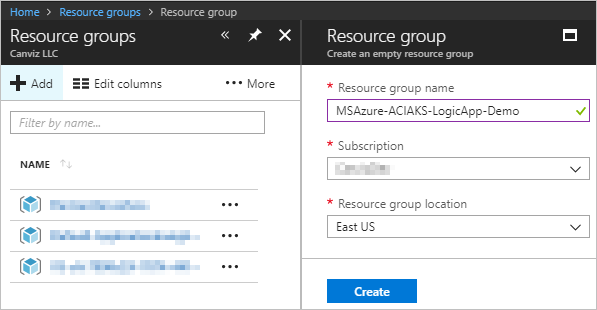 Home > Resource groups > Resource group
Resource groups
Canviz LLC
Add
Edit columns
More
Filter by name...
NAME
Resource group
Create an empty resource group
* Resource group name
MSAzure-ACIAKS-LogicApp-Demo
* Subscription
* Resource group location
East US
Create